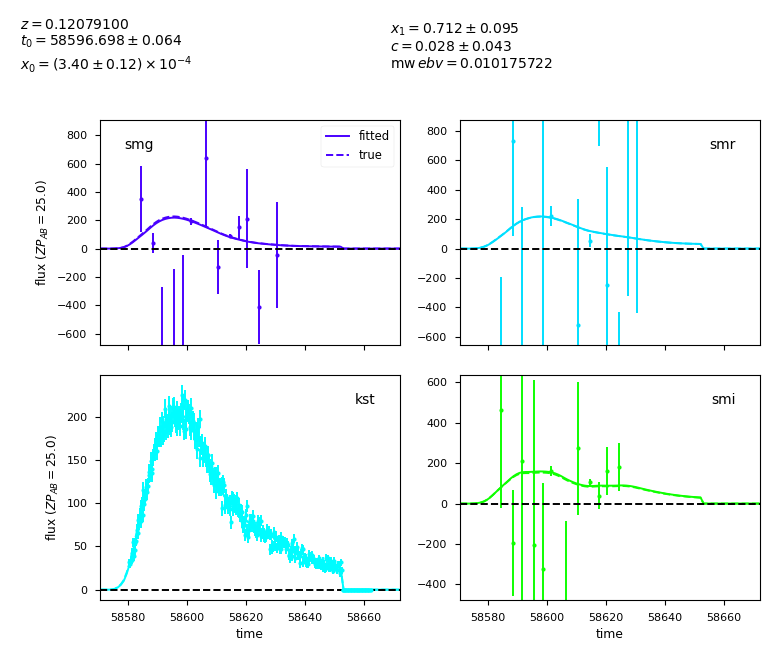 z = 0.12079100
t0 = 58596.698 ± 0.064
x0 = (3.40 ± 0.12) × 10^−4
x1 = 0.712 ± 0.095
c = 0.028 ± 0.043
mw ebv = 0.010175722
smg
fitted
true
800
600
400
200
0
−200
−400
−600
flux (ZP_AB = 25.0)
smr
800
600
400
200
0
−200
−400
−600
kst
200
150
100
50
0
flux (ZP_AB = 25.0)
58580 58600 58620 58640 58660
time
smi
600
400
200
0
−200
−400
58580 58600 58620 58640 58660
time